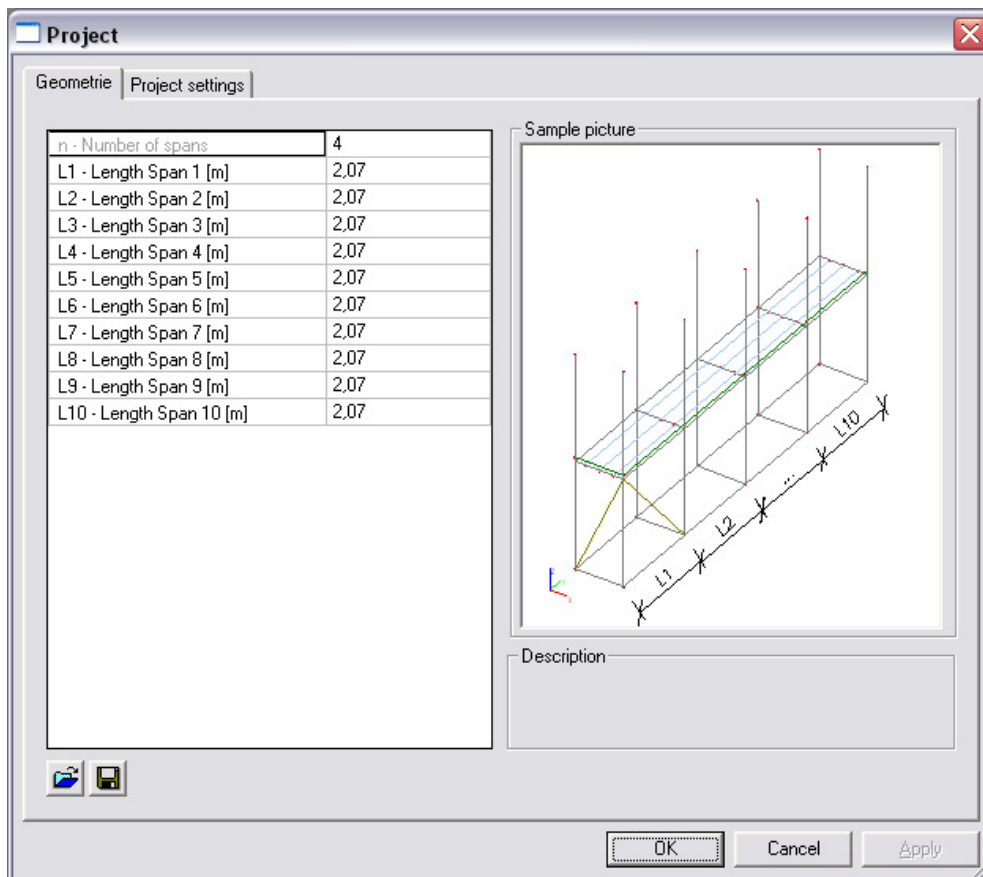 Project
Geometrie
Project settings
n - Number of spans 4
L1 - Length Span 1 [m] 2,07
L2 - Length Span 2 [m] 2,07
L3 - Length Span 3 [m] 2,07
L4 - Length Span 4 [m] 2,07
L5 - Length Span 5 [m] 2,07
L6 - Length Span 6 [m] 2,07
L7 - Length Span 7 [m] 2,07
L8 - Length Span 8 [m] 2,07
L9 - Length Span 9 [m] 2,07
L10 - Length Span 10 [m] 2,07
Sample picture
L1
L2
...
L10
Description
OK
Cancel
Apply